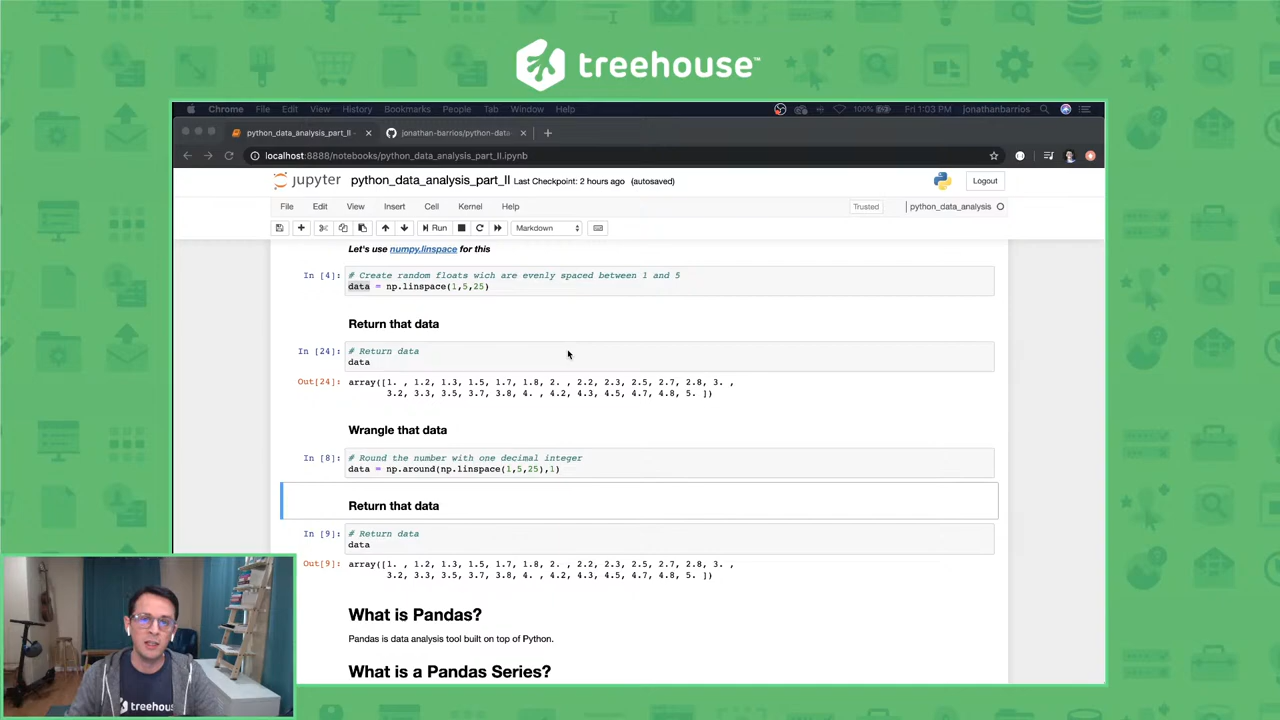 treehouse™
Chrome File Edit View History Bookmarks People Tab Window Help 100% Fri 1:03 PM jonathanbarrios
python_data_analysis_part_II jonathan-barrios/python-data
localhost:8888/notebooks/python_data_analysis_part_II.ipynb
jupyter python_data_analysis_part_II Last Checkpoint: 2 hours ago (autosaved) Logout
File Edit View Insert Cell Kernel Help Trusted python_data_analysis
Run Markdown
Let's use numpy.linspace for this
In [4]: # Create random floats wich are evenly spaced between 1 and 5
data = np.linspace(1,5,25)
Return that data
In [24]: # Return data
data
Out[24]: array([1. , 1.2, 1.3, 1.5, 1.7, 1.8, 2. , 2.2, 2.3, 2.5, 2.7, 2.8, 3. ,
3.2, 3.3, 3.5, 3.7, 3.8, 4. , 4.2, 4.3, 4.5, 4.7, 4.8, 5. ])
Wrangle that data
In [8]: # Round the number with one decimal integer
data = np.around(np.linspace(1,5,25),1)
Return that data
In [9]: # Return data
data
Out[9]: array([1. , 1.2, 1.3, 1.5, 1.7, 1.8, 2. , 2.2, 2.3, 2.5, 2.7, 2.8, 3. ,
3.2, 3.3, 3.5, 3.7, 3.8, 4. , 4.2, 4.3, 4.5, 4.7, 4.8, 5. ])
What is Pandas?
Pandas is data analysis tool built on top of Python.
What is a Pandas Series?
treehous